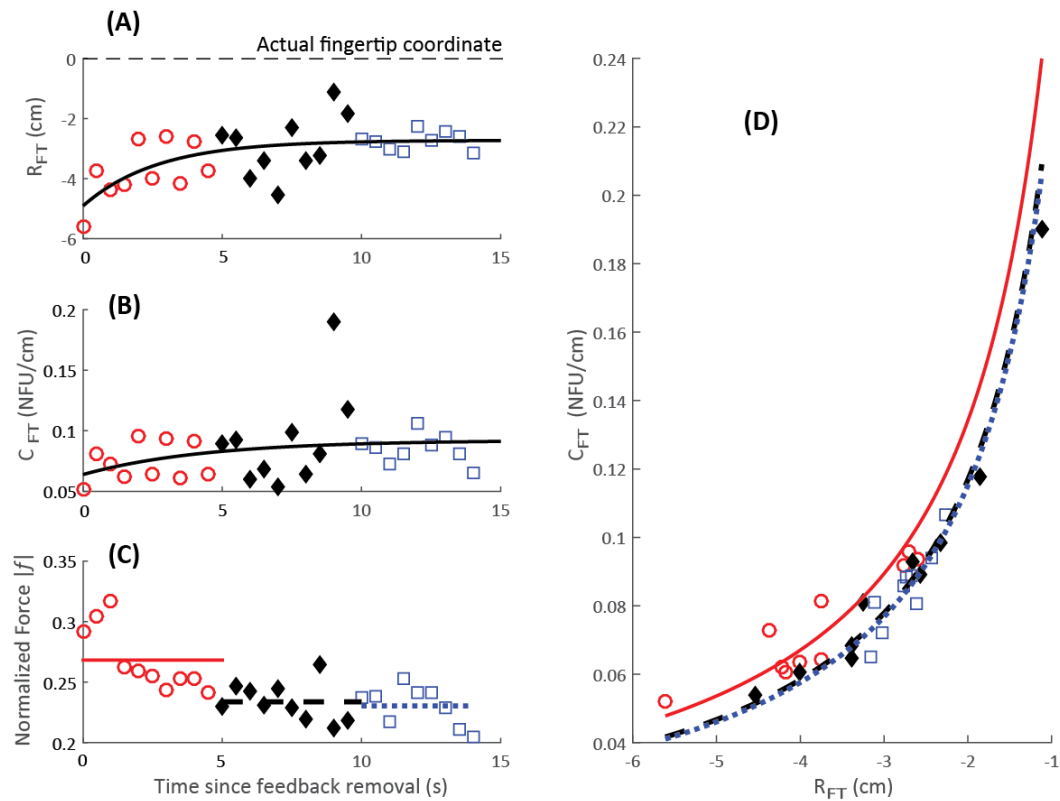 (A)
Actual fingertip coordinate
R_FT (cm)
0
-2
-4
-6
0 5 10 15
(B)
C_FT (NFU/cm)
0.2
0.15
0.1
0.05
0 5 10 15
(C)
Normalized Force |f|
0.35
0.3
0.25
0.2
0 5 10 15
Time since feedback removal (s)
(D)
C_FT (NFU/cm)
0.24
0.22
0.2
0.18
0.16
0.14
0.12
0.1
0.08
0.06
0.04
-6 -5 -4 -3 -2 -1
R_FT (cm)